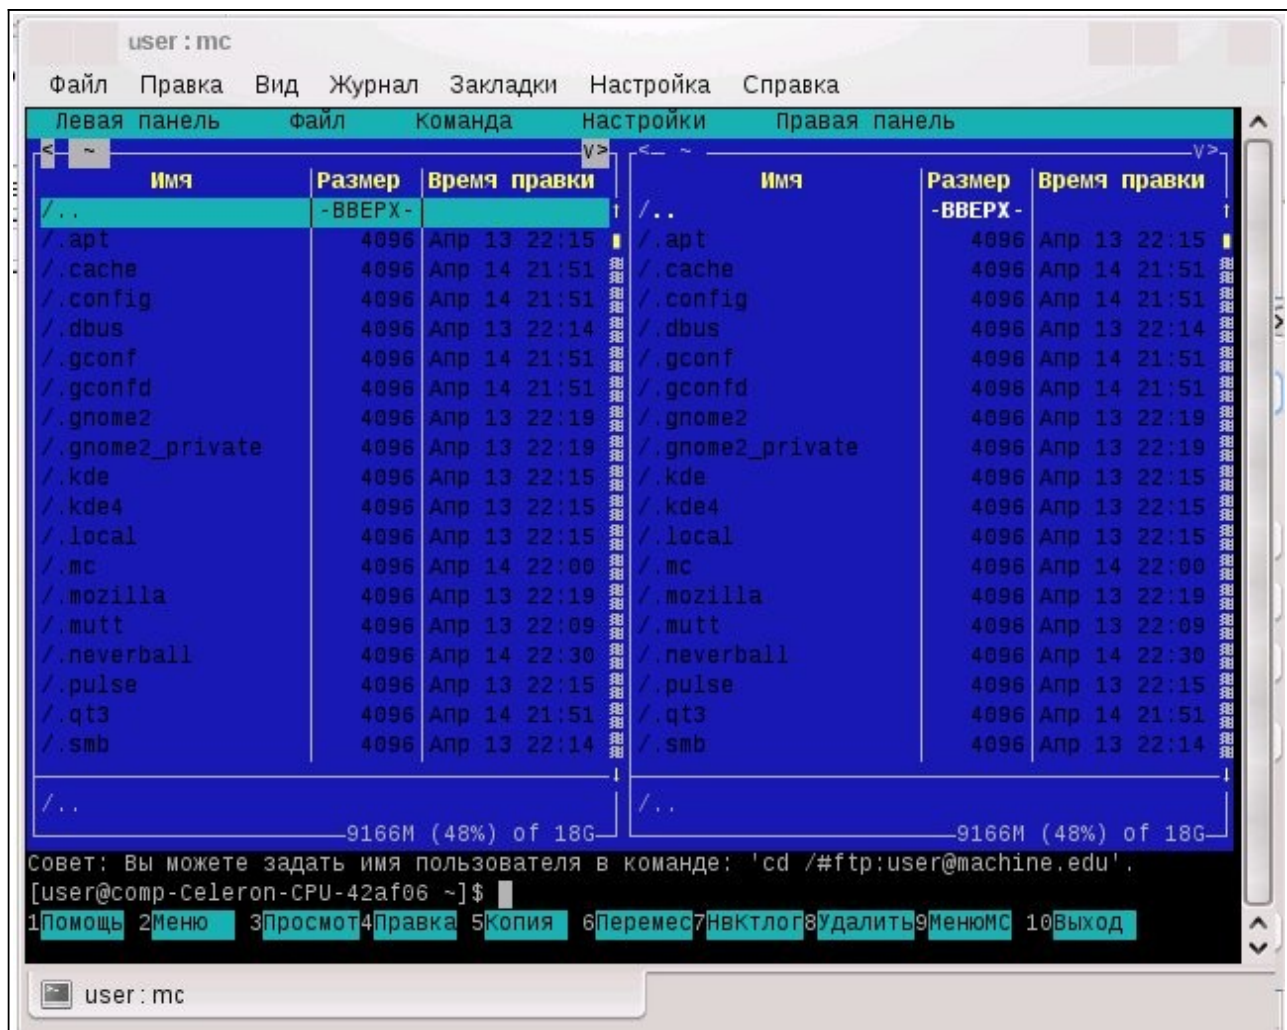 user : mc
Файл Правка Вид Журнал Закладки Настройка Справка
Левая панель Файл Команда Настройки Правая панель
< ~ v> <— ~ v>
Имя Размер Время правки Имя Размер Время правки
/.. -ВВЕРХ- /.. -ВВЕРХ-
/.apt 4096 Апр 13 22:15 /.apt 4096 Апр 13 22:15
/.cache 4096 Апр 14 21:51 /.cache 4096 Апр 14 21:51
/.config 4096 Апр 14 21:51 /.config 4096 Апр 14 21:51
/.dbus 4096 Апр 13 22:14 /.dbus 4096 Апр 13 22:14
/.gconf 4096 Апр 14 21:51 /.gconf 4096 Апр 14 21:51
/.gconfd 4096 Апр 14 21:51 /.gconfd 4096 Апр 14 21:51
/.gnome2 4096 Апр 13 22:19 /.gnome2 4096 Апр 13 22:19
/.gnome2_private 4096 Апр 13 22:19 /.gnome2_private 4096 Апр 13 22:19
/.kde 4096 Апр 13 22:15 /.kde 4096 Апр 13 22:15
/.kde4 4096 Апр 13 22:15 /.kde4 4096 Апр 13 22:15
/.local 4096 Апр 13 22:15 /.local 4096 Апр 13 22:15
/.mc 4096 Апр 14 22:00 /.mc 4096 Апр 14 22:00
/.mozilla 4096 Апр 13 22:19 /.mozilla 4096 Апр 13 22:19
/.mutt 4096 Апр 13 22:09 /.mutt 4096 Апр 13 22:09
/.neverball 4096 Апр 14 22:30 /.neverball 4096 Апр 14 22:30
/.pulse 4096 Апр 13 22:15 /.pulse 4096 Апр 13 22:15
/.qt3 4096 Апр 14 21:51 /.qt3 4096 Апр 14 21:51
/.smb 4096 Апр 13 22:14 /.smb 4096 Апр 13 22:14
/.. /..
9166M (48%) of 18G 9166M (48%) of 18G
Совет: Вы можете задать имя пользователя в команде: 'cd /#ftp:user@machine.edu'.
[user@comp-Celeron-CPU-42af06 ~]$
1Помощь 2Меню 3Просмот4Правка 5Копия 6Перемес7НвКтлог8Удалить9МенюМС 10Выход
user : mc